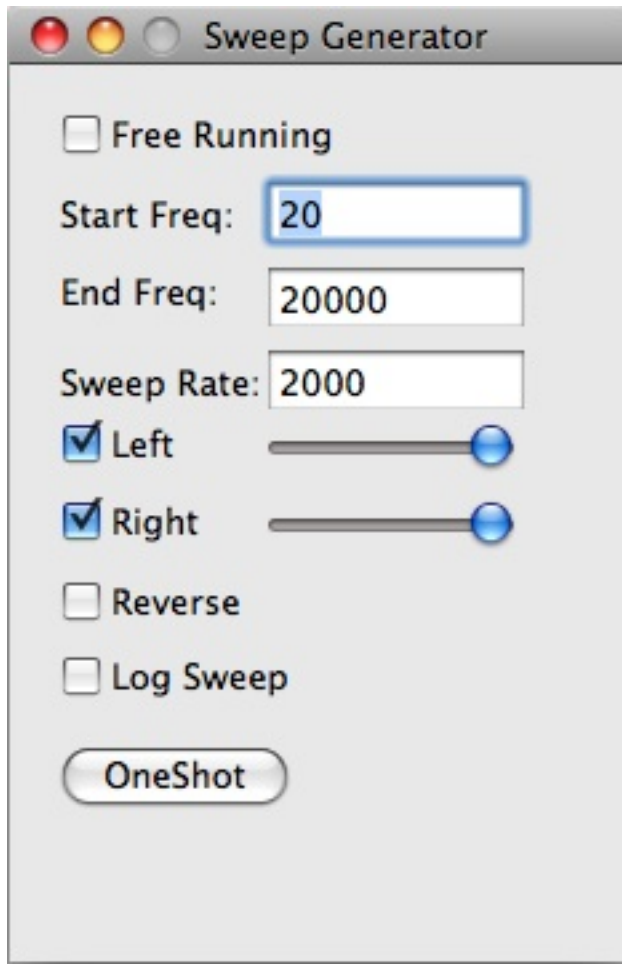 Sweep Generator
Free Running
Start Freq: 20
End Freq: 20000
Sweep Rate: 2000
Left
Right
Reverse
Log Sweep
OneShot